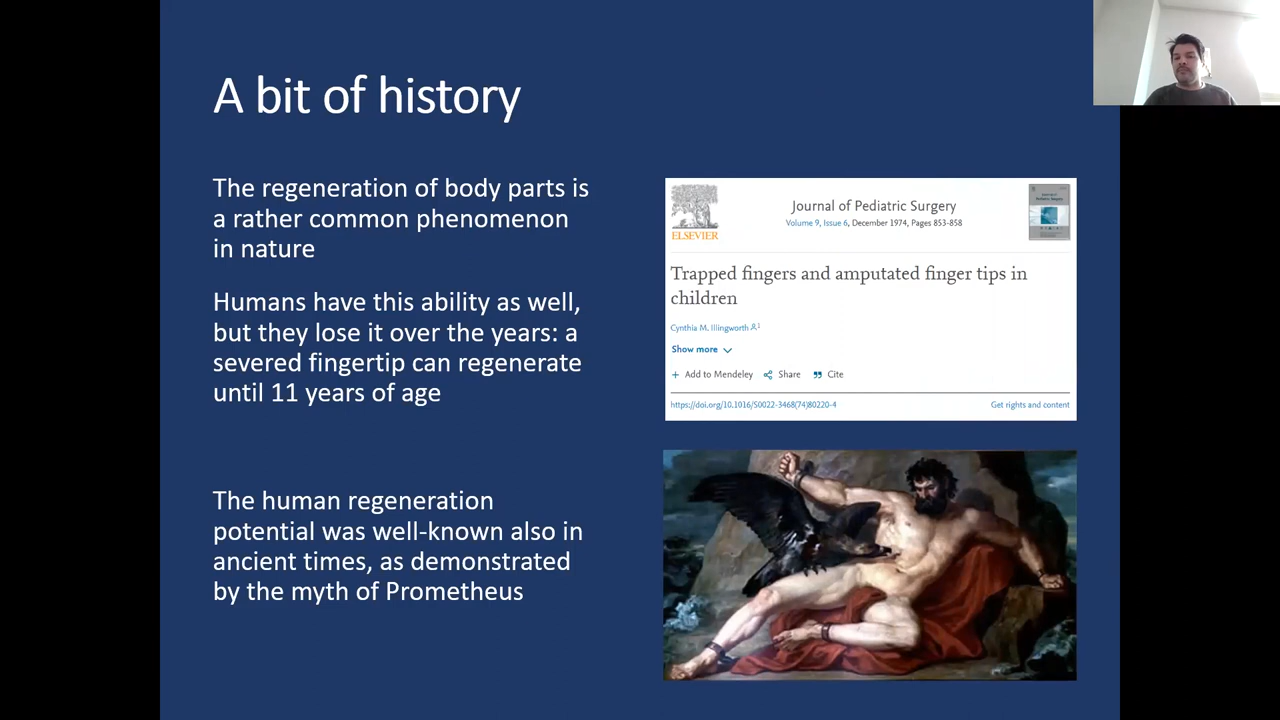 A bit of history
The regeneration of body parts is
a rather common phenomenon
in nature
Humans have this ability as well,
but they lose it over the years: a
severed fingertip can regenerate
until 11 years of age
The human regeneration
potential was well-known also in
ancient times, as demonstrated
by the myth of Prometheus
ELSEVIER
Journal of Pediatric Surgery
Volume 9, Issue 6, December 1974, Pages 853-858
Trapped fingers and amputated finger tips in
children
Cynthia M. Illingworth 1
Show more
+ Add to Mendeley Share Cite
https://doi.org/10.1016/S0022-3468(74)80220-4 Get rights and content